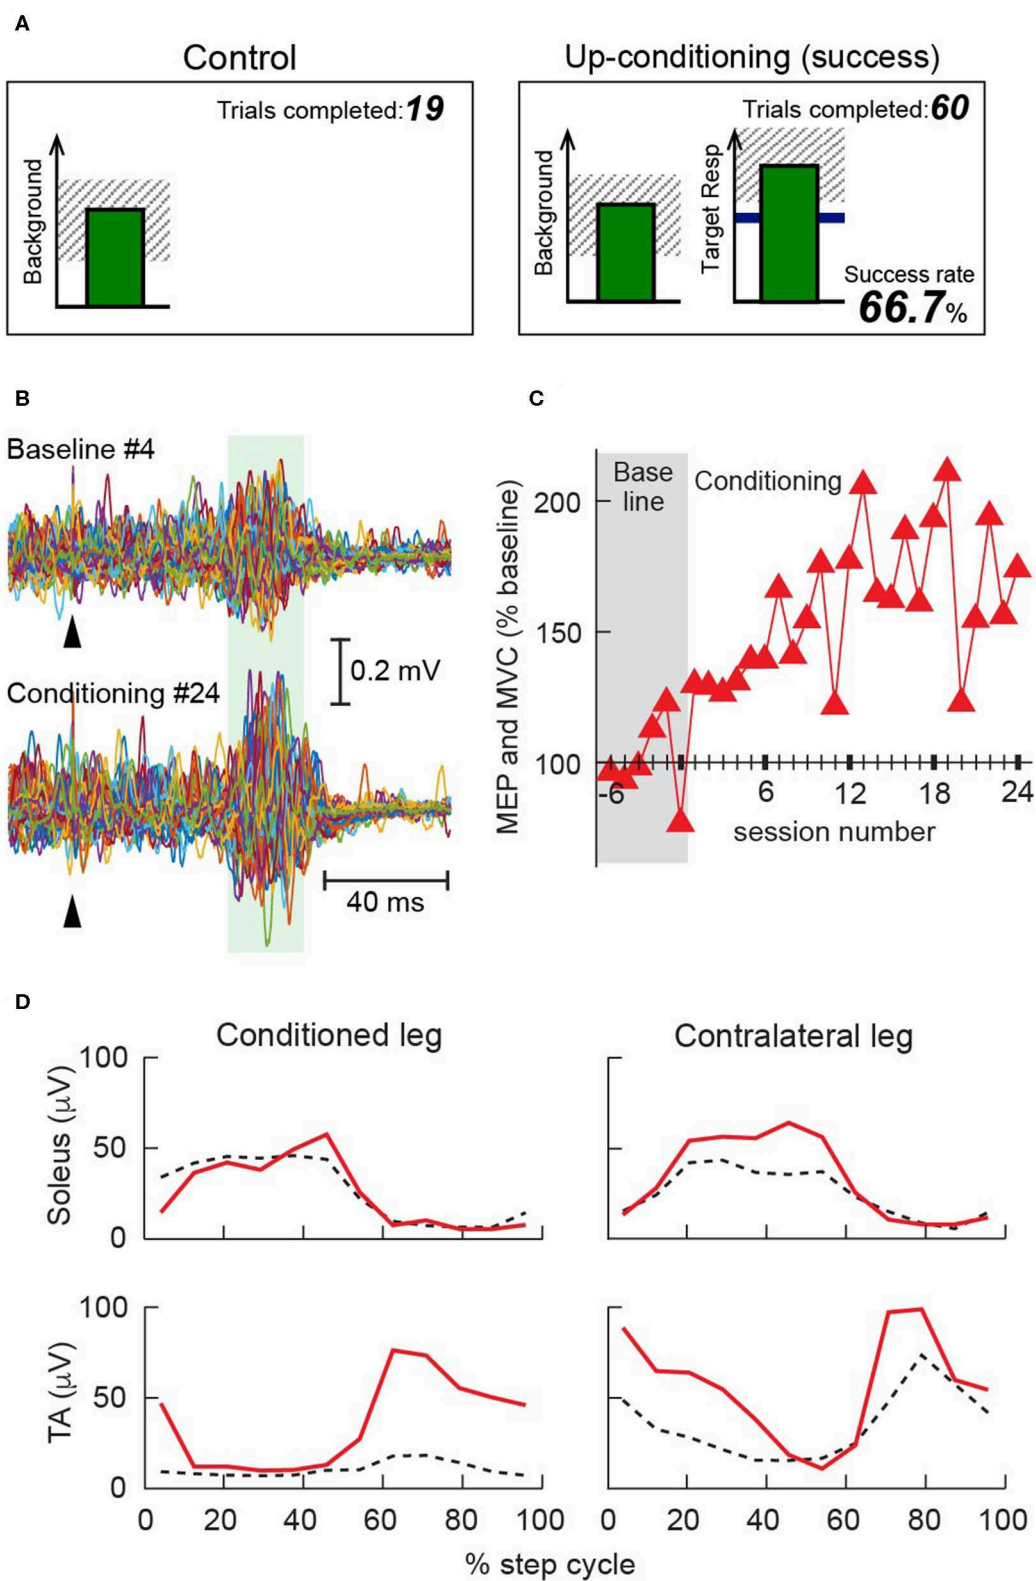 A
Control
Up-conditioning (success)
Trials completed:19
Background
Trials completed:60
Background
Target Resp
Success rate
66.7%
B
Baseline #4
0.2 mV
Conditioning #24
40 ms
C
Base
line
Conditioning
MEP and MVC (% baseline)
200
150
100
-6
6
12
18
24
session number
D
Conditioned leg
Contralateral leg
Soleus (μV)
100
50
0
TA (μV)
100
50
0
0
20
40
60
80
100
0
20
40
60
80
100
% step cycle